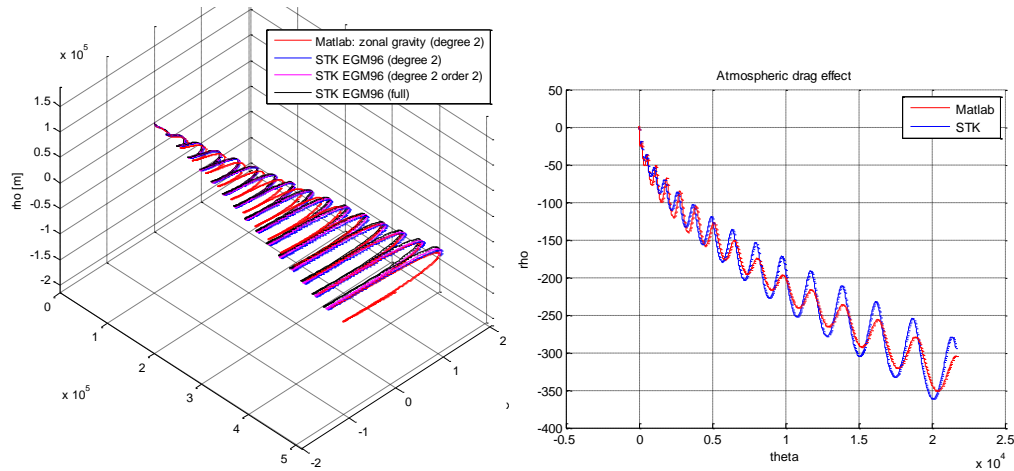 x 10^5
Matlab: zonal gravity (degree 2)
STK EGM96 (degree 2)
STK EGM96 (degree 2 order 2)
STK EGM96 (full)
1.5
1
0.5
0
-0.5
-1
-1.5
-2
rho [m]
0
1
2
3
4
5
x 10^5
-2
-1
0
1
2
Atmospheric drag effect
Matlab
STK
50
0
-50
-100
-150
-200
-250
-300
-350
-400
rho
-0.5
0
0.5
1
1.5
2
2.5
theta
x 10^4